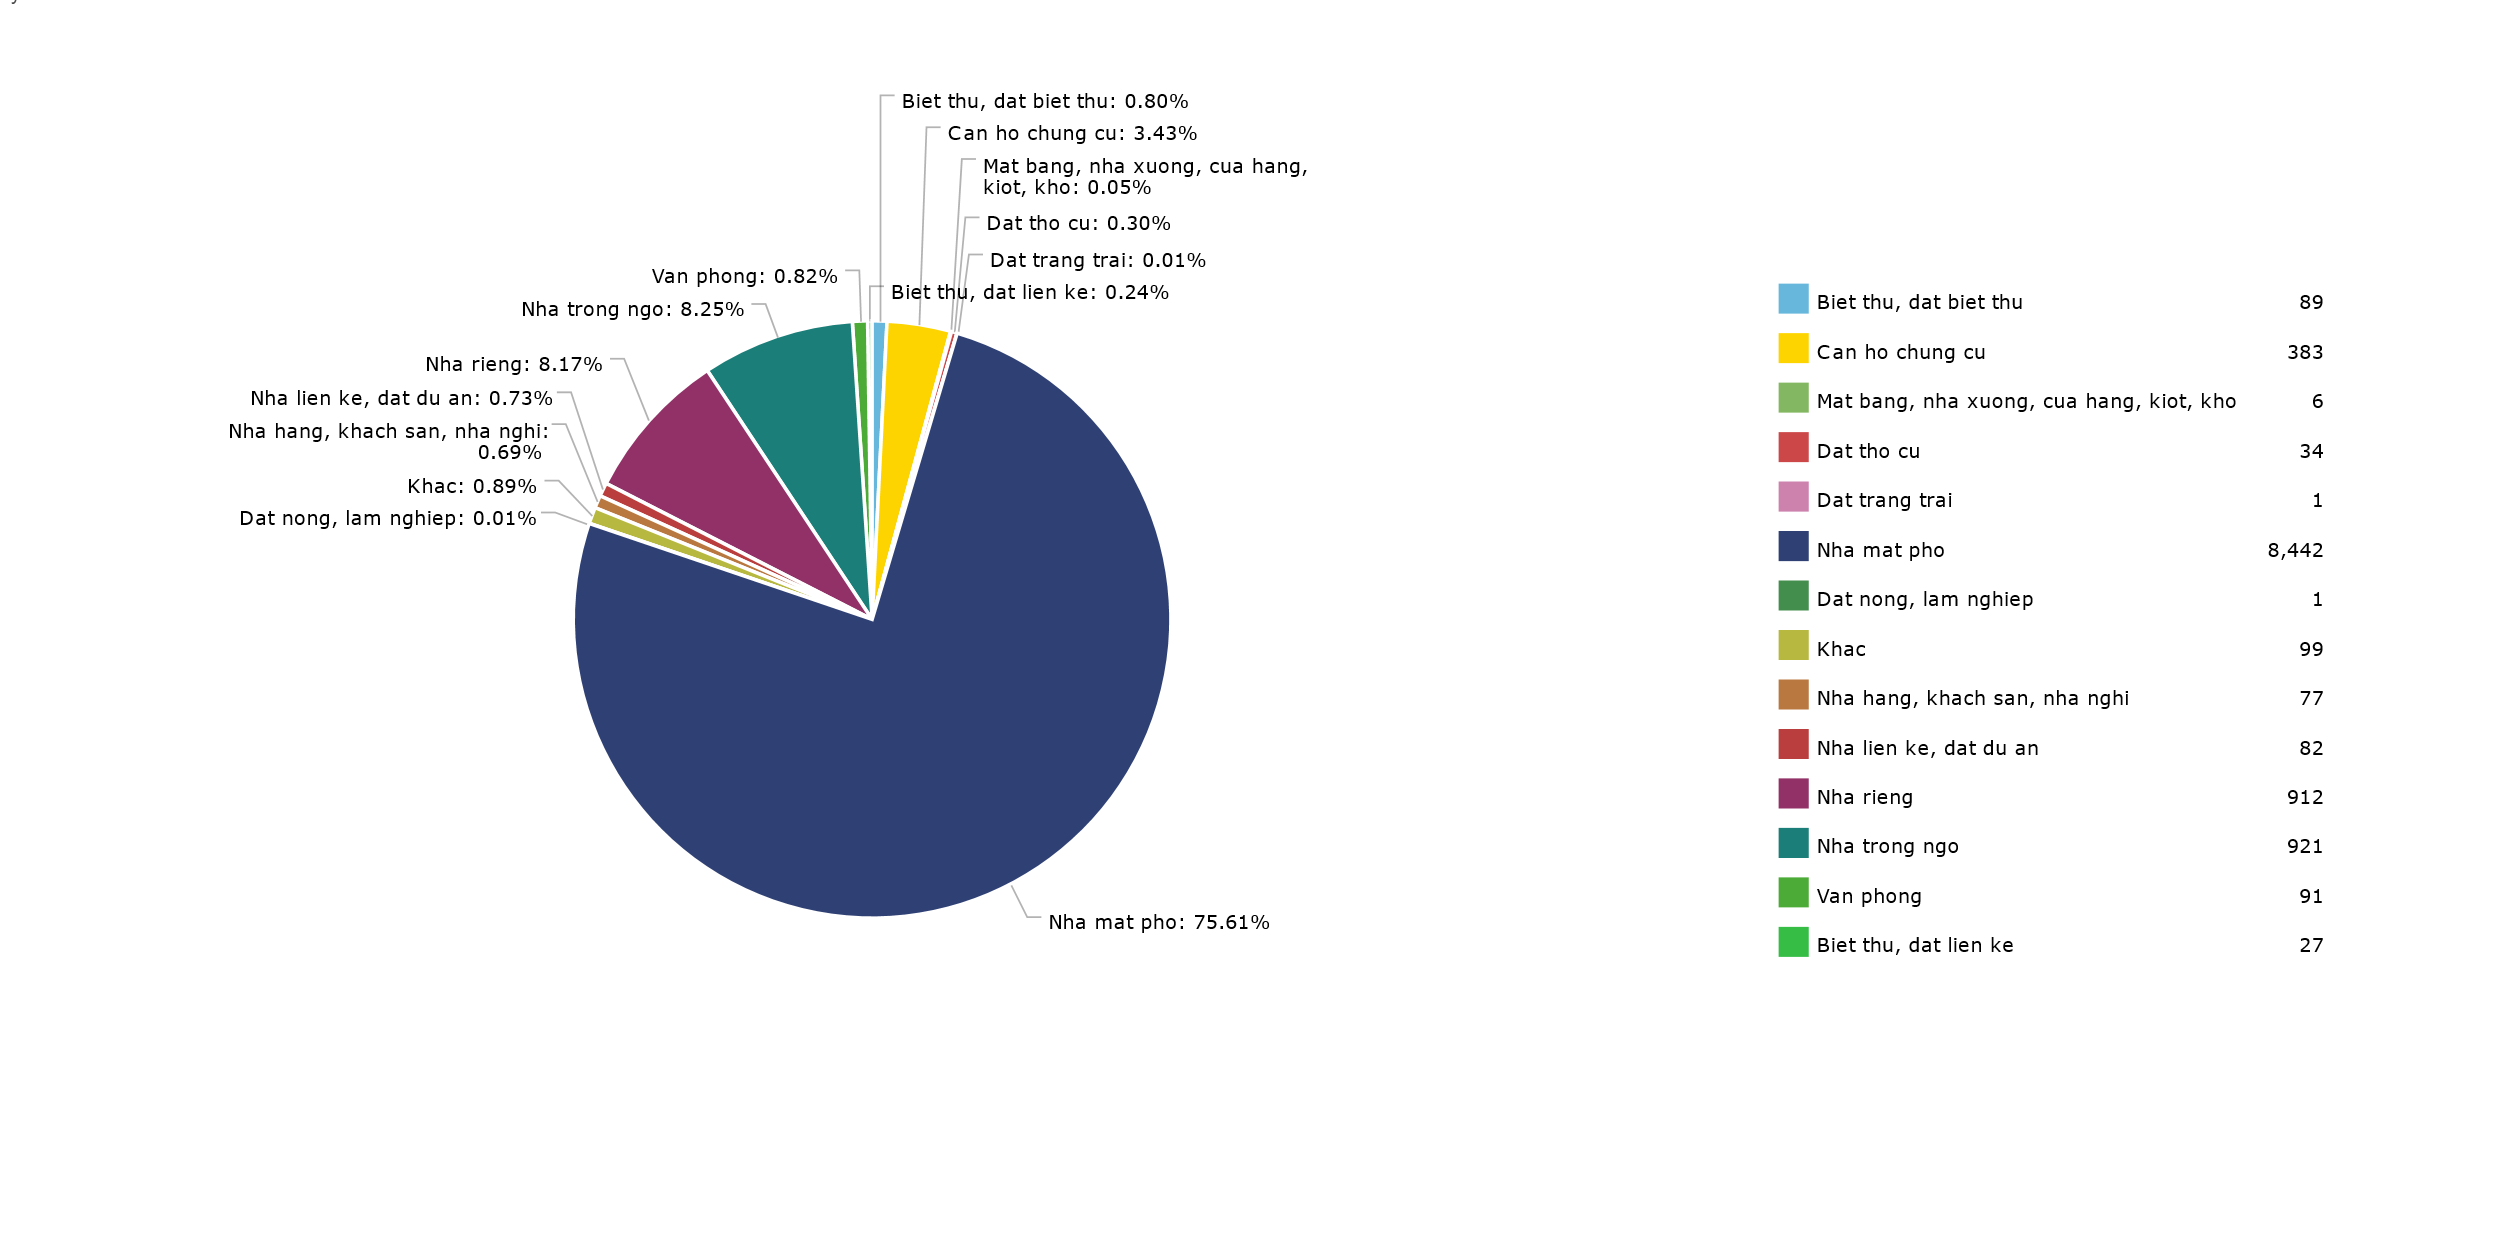 Biet thu, dat biet thu: 0.80%
Can ho chung cu: 3.43%
Mat bang, nha xuong, cua hang,
kiot, kho: 0.05%
Dat tho cu: 0.30%
Dat trang trai: 0.01%
Van phong: 0.82%
Biet thu, dat lien ke: 0.24%
Nha trong ngo: 8.25%
Nha rieng: 8.17%
Nha lien ke, dat du an: 0.73%
Nha hang, khach san, nha nghi:
0.69%
Khac: 0.89%
Dat nong, lam nghiep: 0.01%
Nha mat pho: 75.61%
Biet thu, dat biet thu 89
Can ho chung cu 383
Mat bang, nha xuong, cua hang, kiot, kho 6
Dat tho cu 34
Dat trang trai 1
Nha mat pho 8,442
Dat nong, lam nghiep 1
Khac 99
Nha hang, khach san, nha nghi 77
Nha lien ke, dat du an 82
Nha rieng 912
Nha trong ngo 921
Van phong 91
Biet thu, dat lien ke 27